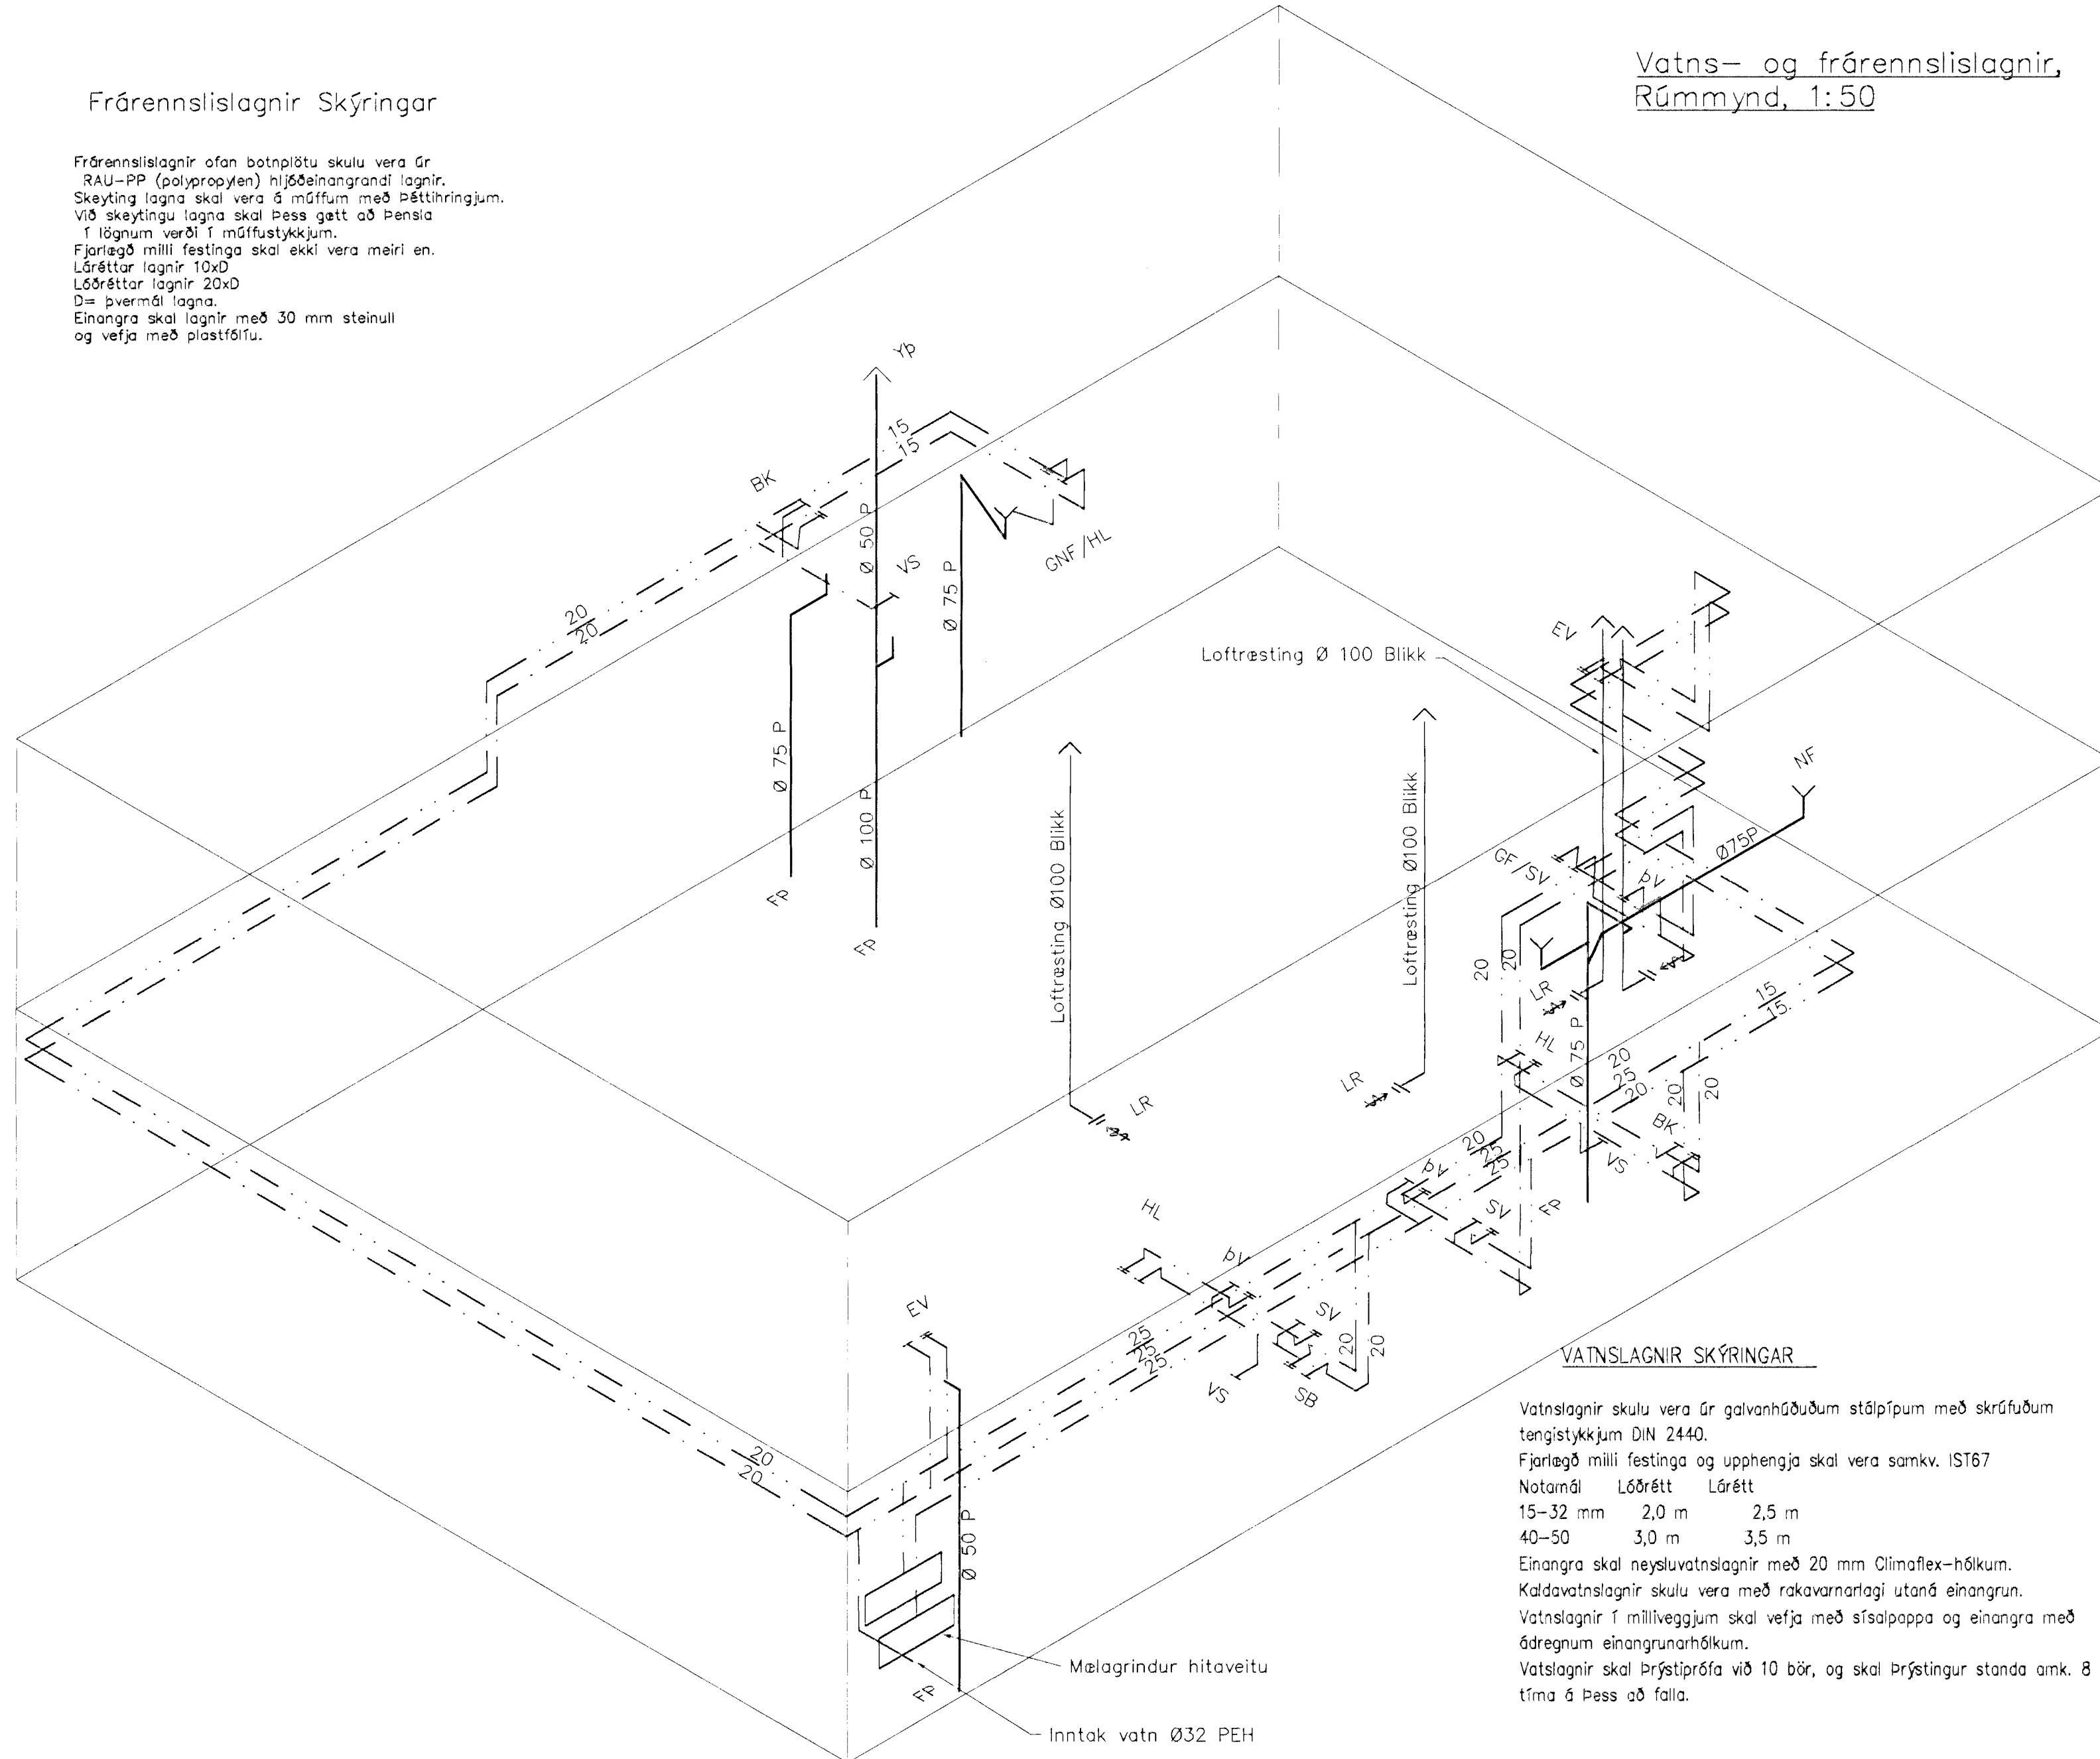 Vatns– og frárennslislagnir,
Rúmmynd, 1:50
Frárennslislagnir Skýringar
Frárennslislagnir ofan botnplötu skulu vera úr
RAU-PP (polypropylen) hljóðeinangrandi lagnir.
Skeyting lagna skal vera á múffum með Þéttihringjum.
Við skeytingu lagna skal Þess gætt að Þensla
í lögnum verði í múffustykkjum.
Fjarlægð milli festinga skal ekki vera meiri en.
Láréttar lagnir 10xD
Lóðréttar lagnir 20xD
D= þvermál lagna.
Einangra skal lagnir með 30 mm steinull
og vefja með plastfólíu.
Yþ
15
15
BK
Ø 50 P
VS
Ø 75 P
GNF/HL
20
20
EV
Loftræsting Ø 100 Blikk
Ø 75 P
Ø 100 P
FP
FP
Loftræsting Ø100 Blikk
Loftræsting Ø100 Blikk
NF
Ø75P
GF/SV
þV
20
20
LR
15
15
HL
Ø 75 P
20
25
20
20
20
BK
LR
LR
VS
20
25
25
þV
SV
FP
HL
þV
SV
20
20
25
25
25
VS
SB
EV
20
20
Ø 50 P
FP
Mælagrindur hitaveitu
Inntak vatn Ø32 PEH
VATNSLAGNIR SKÝRINGAR
Vatnslagnir skulu vera úr galvanhúðuðum stálpípum með skrúfuðum
tengistykkjum DIN 2440.
Fjarlægð milli festinga og upphengja skal vera samkv. IST67
Notamál Lóðrétt Lárétt
15-32 mm 2,0 m 2,5 m
40-50 3,0 m 3,5 m
Einangra skal neysluvatnslagnir með 20 mm Climaflex-hólkum.
Kaldavatnslagnir skulu vera með rakavarnarlagi utaná einangrun.
Vatnslagnir í milliveggjum skal vefja með sísalpappa og einangra með
ádregnum einangrunarhólkum.
Vatslagnir skal Þrýstiprófa við 10 bör, og skal Þrýstingur standa amk. 8
tíma á Þess að falla.